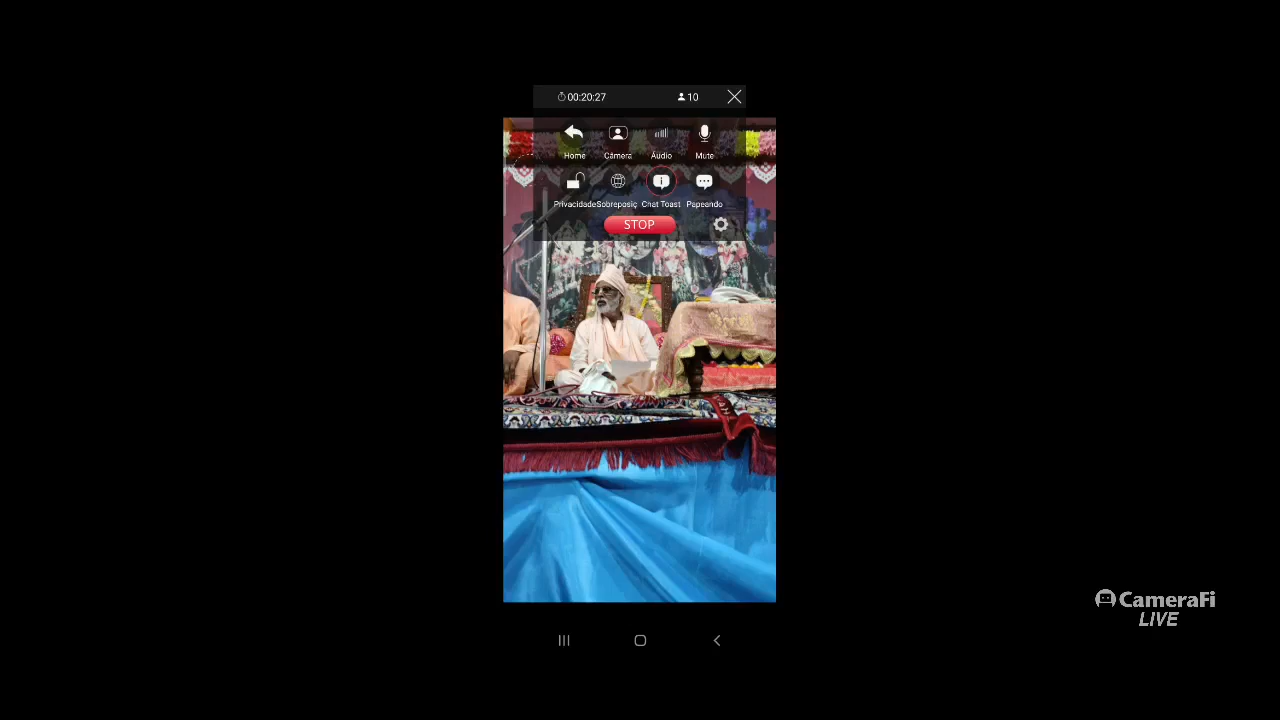 00:20:27 10
Home Câmera Áudio Mute
Privacidade Sobreposiç Chat Toast Papeando
STOP
CameraFi
LIVE